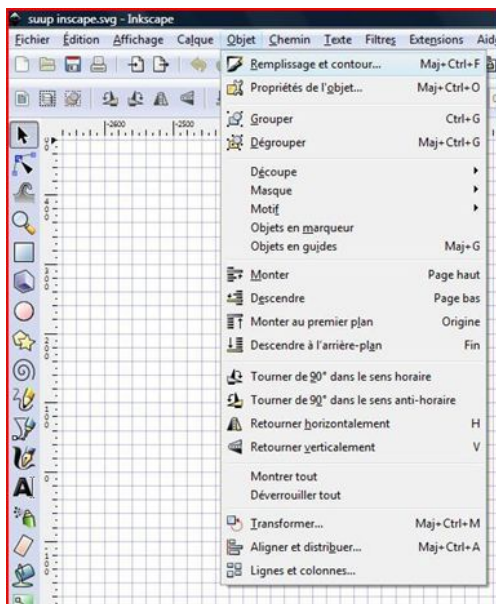 suup inscape.svg - Inkscape
Fichier Édition Affichage Calque Objet Chemin Texte Filtres Extensions Aid
Remplissage et contour... Maj+Ctrl+F
Propriétés de l'objet... Maj+Ctrl+O
Grouper Ctrl+G
Dégrouper Maj+Ctrl+G
Découpe
Masque
Motif
Objets en marqueur
Objets en guides Maj+G
Monter Page haut
Descendre Page bas
Monter au premier plan Origine
Descendre à l'arrière-plan Fin
Tourner de 90° dans le sens horaire
Tourner de 90° dans le sens anti-horaire
Retourner horizontalement H
Retourner verticalement V
Montrer tout
Déverrouiller tout
Transformer... Maj+Ctrl+M
Aligner et distribuer... Maj+Ctrl+A
Lignes et colonnes...
-2600 -2500